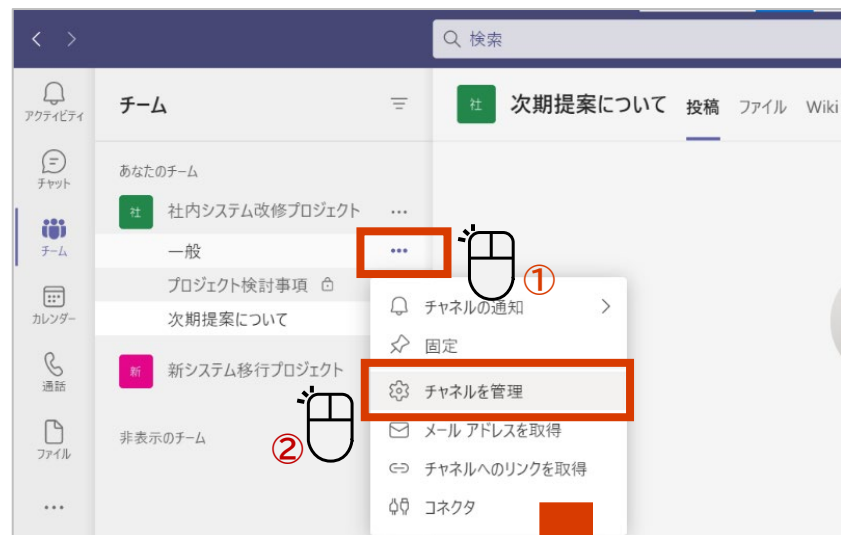 検索
アクティビティ
チャット
チーム
カレンダー
通話
ファイル
チーム
あなたのチーム
社 社内システム改修プロジェクト
一般
プロジェクト検討事項
次期提案について
新 新システム移行プロジェクト
非表示のチーム
社 次期提案について 投稿 ファイル Wiki
①
チャネルの通知
固定
チャネルを管理
メール アドレスを取得
チャネルへのリンクを取得
コネクタ
②